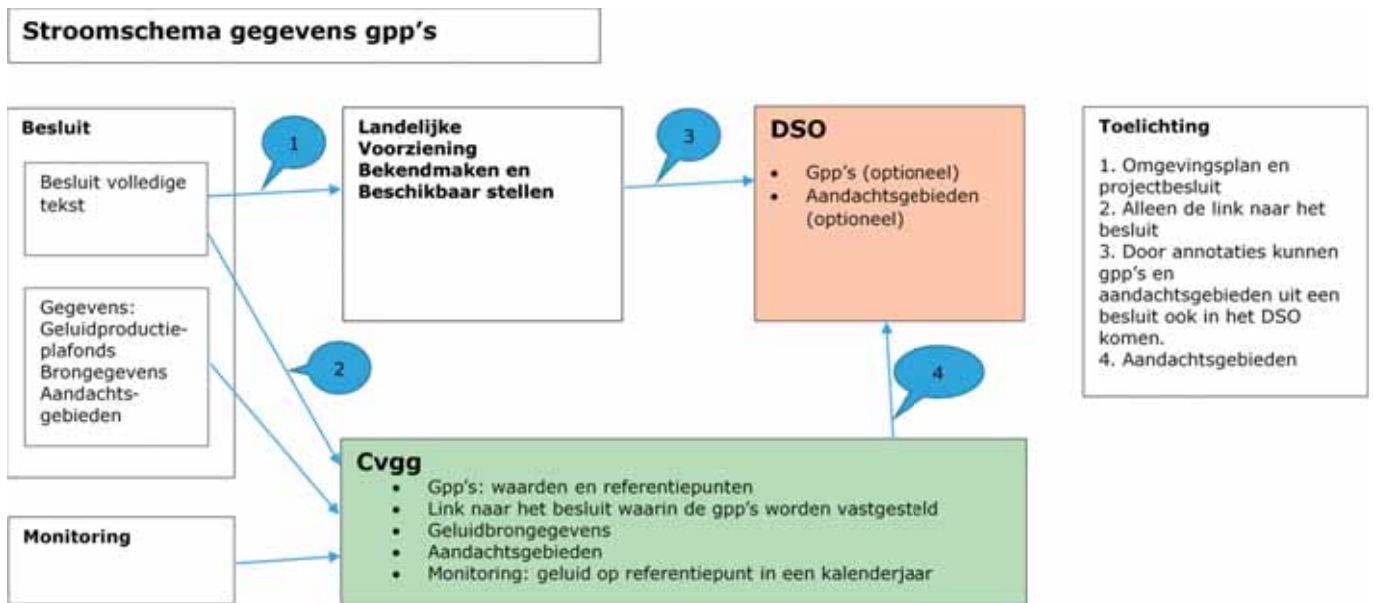 Stroomschema gegevens gpp's
Besluit
Besluit volledige
tekst
Gegevens:
Geluidproductie-
plafonds
Brongegevens
Aandachts-
gebieden
Monitoring
1
Landelijke
Voorziening
Bekendmaken en
Beschikbaar stellen
3
DSO
• Gpp's (optioneel)
• Aandachtsgebieden
(optioneel)
2
4
Cvgg
• Gpp's: waarden en referentiepunten
• Link naar het besluit waarin de gpp's worden vastgesteld
• Geluidbrongegevens
• Aandachtsgebieden
• Monitoring: geluid op referentiepunt in een kalenderjaar
Toelichting
1. Omgevingsplan en
projectbesluit
2. Alleen de link naar het
besluit
3. Door annotaties kunnen
gpp's en
aandachtsgebieden uit een
besluit ook in het DSO
komen.
4. Aandachtsgebieden